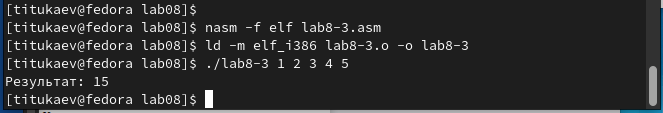 [titukaev@fedora lab08]$
[titukaev@fedora lab08]$ nasm -f elf lab8-3.asm
[titukaev@fedora lab08]$ ld -m elf_i386 lab8-3.o -o lab8-3
[titukaev@fedora lab08]$ ./lab8-3 1 2 3 4 5
Результат: 15
[titukaev@fedora lab08]$